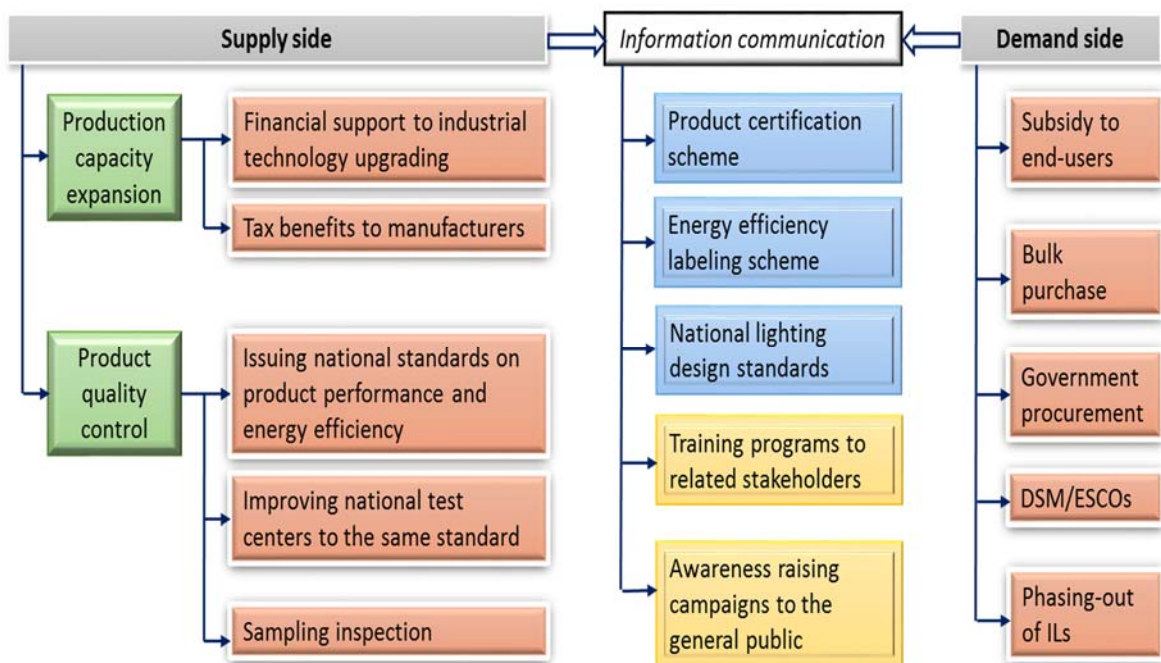 Supply side
Information communication
Demand side
Production
capacity
expansion
Financial support to industrial
technology upgrading
Tax benefits to manufacturers
Product
quality
control
Issuing national standards on
product performance and
energy efficiency
Improving national test
centers to the same standard
Sampling inspection
Product certification
scheme
Energy efficiency
labeling scheme
National lighting
design standards
Training programs to
related stakeholders
Awareness raising
campaigns to the
general public
Subsidy to
end-users
Bulk
purchase
Government
procurement
DSM/ESCOs
Phasing-out
of ILs